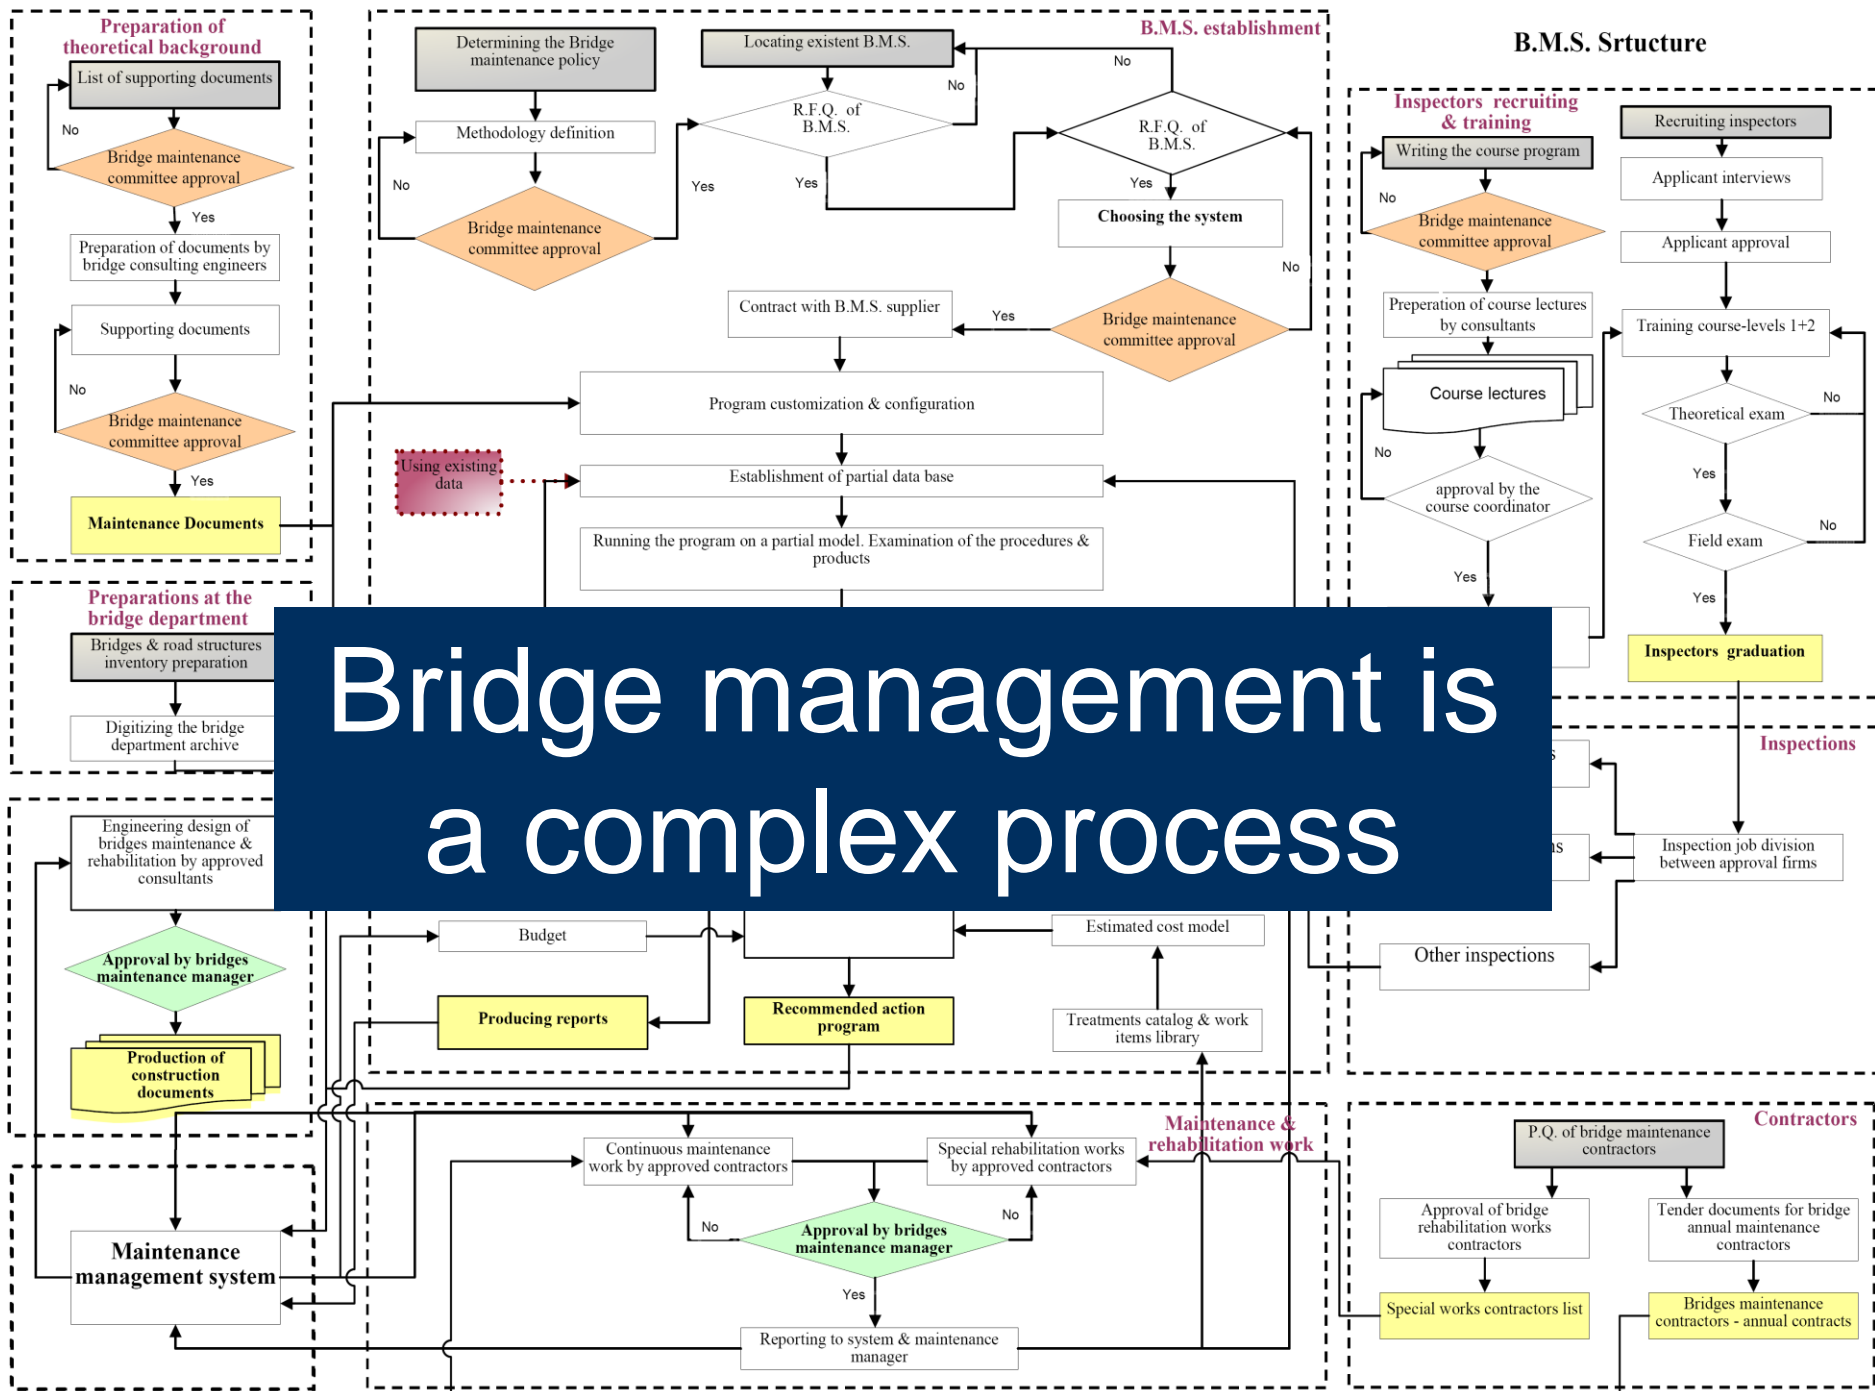 Preparation of
theoretical background
List of supporting documents
No
Bridge maintenance
committee approval
Yes
Preparation of documents by
bridge consulting engineers
Supporting documents
No
Bridge maintenance
committee approval
Yes
Maintenance Documents
Preparations at the
bridge department
Bridges & road structures
inventory preparation
Digitizing the bridge
department archive
Engineering design of
bridges maintenance &
rehabilitation by approved
consultants
Approval by bridges
maintenance manager
Production of
construction
documents
Maintenance
management system
B.M.S. establishment
Determining the Bridge
maintenance policy
Methodology definition
No
Bridge maintenance
committee approval
Yes
Locating existent B.M.S.
No
R.F.Q. of
B.M.S.
Yes
No
R.F.Q. of
B.M.S.
Yes
Choosing the system
No
Bridge maintenance
committee approval
Yes
Contract with B.M.S. supplier
Program customization & configuration
Using existing
data
Establishment of partial data base
Running the program on a partial model. Examination of the procedures &
products
Bridge management is
a complex process
Budget
Estimated cost model
Producing reports
Recommended action
program
Treatments catalog & work
items library
Maintenance &
rehabilitation work
Continuous maintenance
work by approved contractors
Special rehabilitation works
by approved contractors
No
No
Approval by bridges
maintenance manager
Yes
Reporting to system & maintenance
manager
B.M.S. Srtucture
Inspectors recruiting
& training
Writing the course program
No
Bridge maintenance
committee approval
Preperation of course lectures
by consultants
Course lectures
No
approval by the
course coordinator
Yes
Recruiting inspectors
Applicant interviews
Applicant approval
Training course-levels 1+2
Theoretical exam
No
Yes
Field exam
No
Yes
Inspectors graduation
Inspections
Inspection job division
between approval firms
Other inspections
Contractors
P.Q. of bridge maintenance
contractors
Approval of bridge
rehabilitation works
contractors
Tender documents for bridge
annual maintenance
contractors
Special works contractors list
Bridges maintenance
contractors - annual contracts